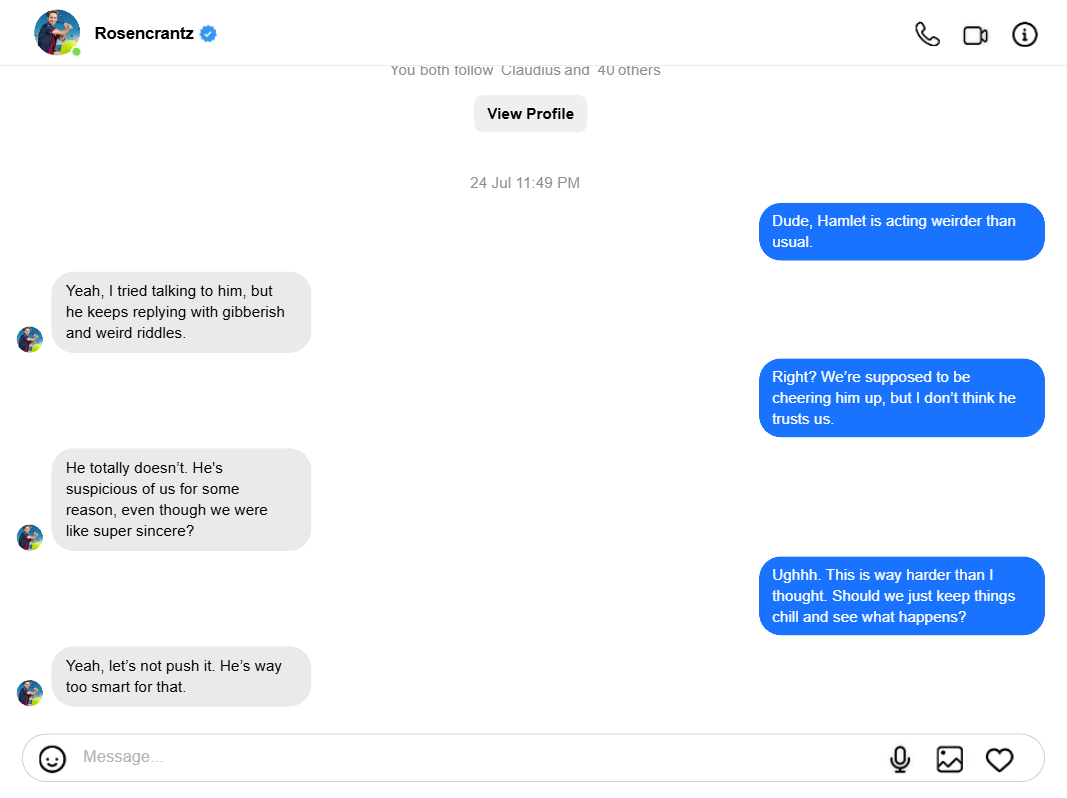 Rosencrantz
You both follow Claudius and 40 others
View Profile
24 Jul 11:49 PM
Dude, Hamlet is acting weirder than
usual.
Yeah, I tried talking to him, but
he keeps replying with gibberish
and weird riddles.
Right? We’re supposed to be
cheering him up, but I don’t think he
trusts us.
He totally doesn’t. He's
suspicious of us for some
reason, even though we were
like super sincere?
Ughhh. This is way harder than I
thought. Should we just keep things
chill and see what happens?
Yeah, let’s not push it. He’s way
too smart for that.
Message...